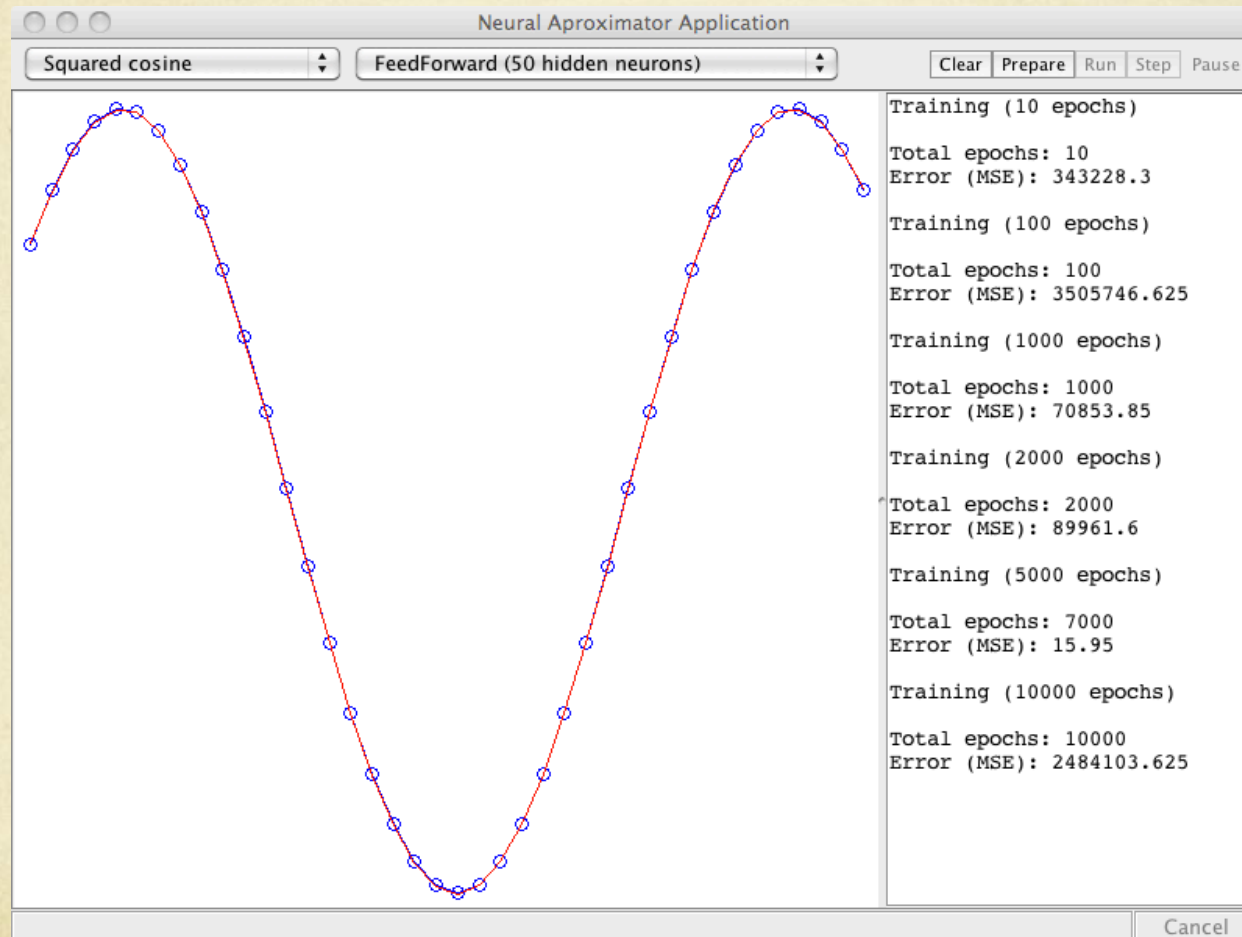 Neural Aproximator Application
Squared cosine FeedForward (50 hidden neurons) Clear Prepare Run Step Pause
Training (10 epochs)
Total epochs: 10
Error (MSE): 343228.3
Training (100 epochs)
Total epochs: 100
Error (MSE): 3505746.625
Training (1000 epochs)
Total epochs: 1000
Error (MSE): 70853.85
Training (2000 epochs)
Total epochs: 2000
Error (MSE): 89961.6
Training (5000 epochs)
Total epochs: 7000
Error (MSE): 15.95
Training (10000 epochs)
Total epochs: 10000
Error (MSE): 2484103.625
Cancel